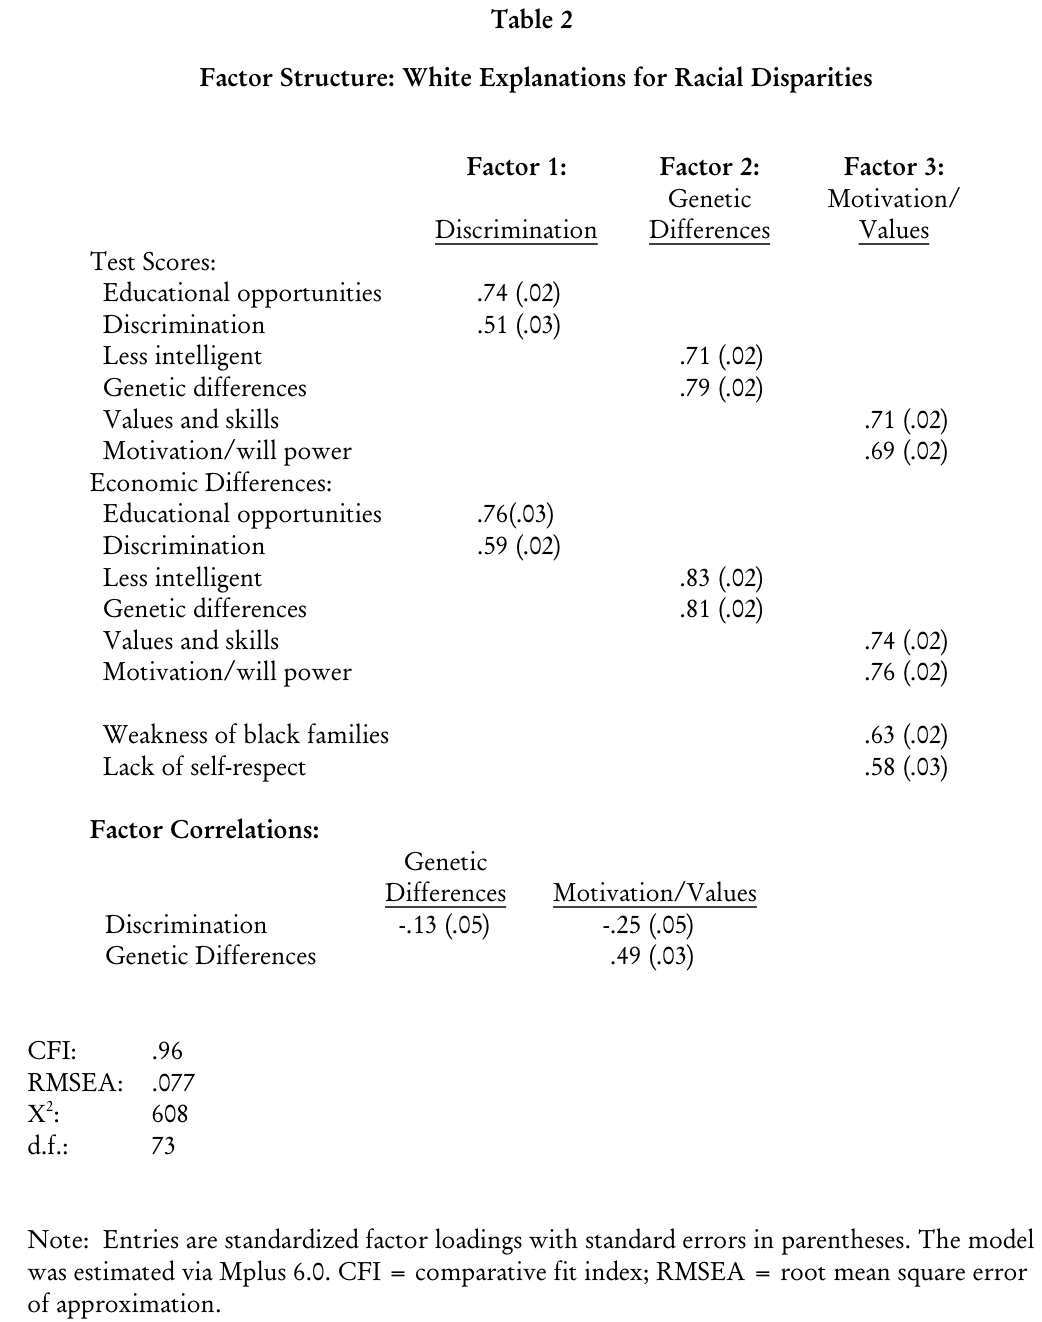 Table 2
Factor Structure: White Explanations for Racial Disparities
Factor 1: Factor 2: Factor 3:
Genetic Motivation/
Discrimination Differences Values
Test Scores:
Educational opportunities .74 (.02)
Discrimination .51 (.03)
Less intelligent .71 (.02)
Genetic differences .79 (.02)
Values and skills .71 (.02)
Motivation/will power .69 (.02)
Economic Differences:
Educational opportunities .76(.03)
Discrimination .59 (.02)
Less intelligent .83 (.02)
Genetic differences .81 (.02)
Values and skills .74 (.02)
Motivation/will power .76 (.02)
Weakness of black families .63 (.02)
Lack of self-respect .58 (.03)
Factor Correlations:
Genetic
Differences Motivation/Values
Discrimination -.13 (.05) -.25 (.05)
Genetic Differences .49 (.03)
CFI: .96
RMSEA: .077
X²: 608
d.f.: 73
Note: Entries are standardized factor loadings with standard errors in parentheses. The model
was estimated via Mplus 6.0. CFI = comparative fit index; RMSEA = root mean square error
of approximation.